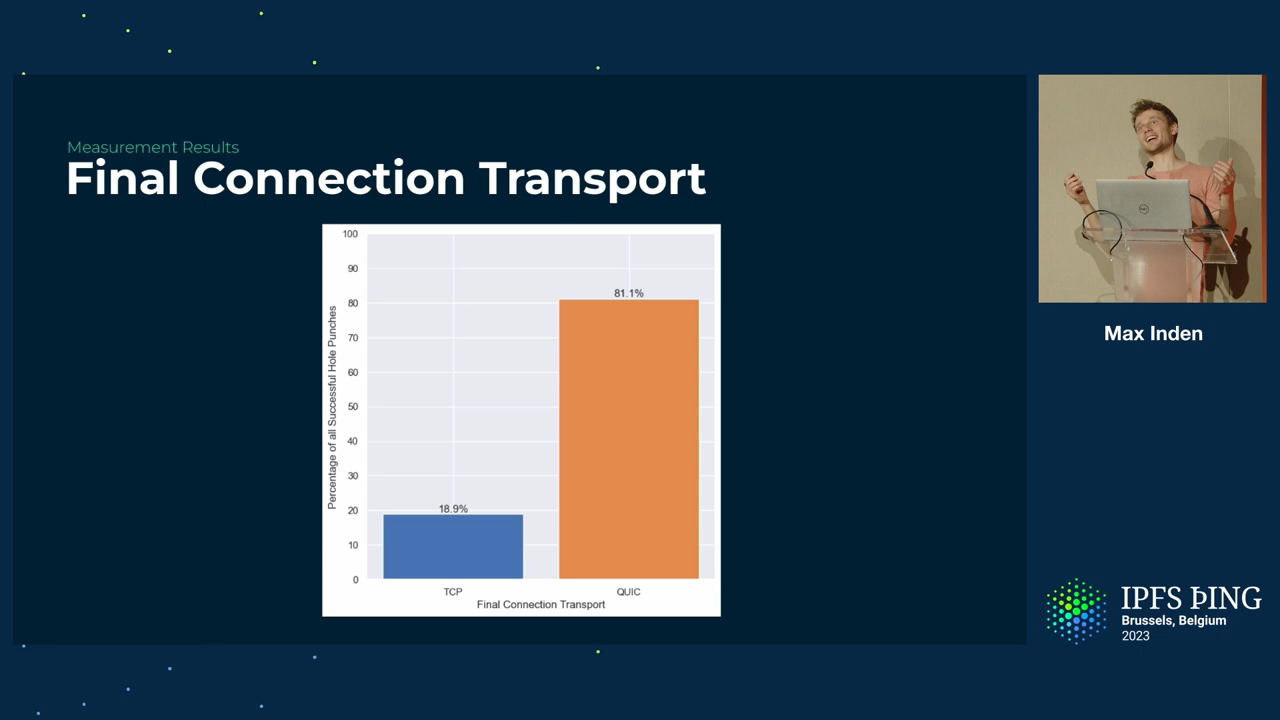 Measurement Results
Final Connection Transport
100
90
80
70
60
50
40
30
20
10
0
Percentage of all Successful Hole Punches
18.9%
81.1%
TCP
QUIC
Final Connection Transport
Max Inden
IPFS ÞING
Brussels, Belgium
2023